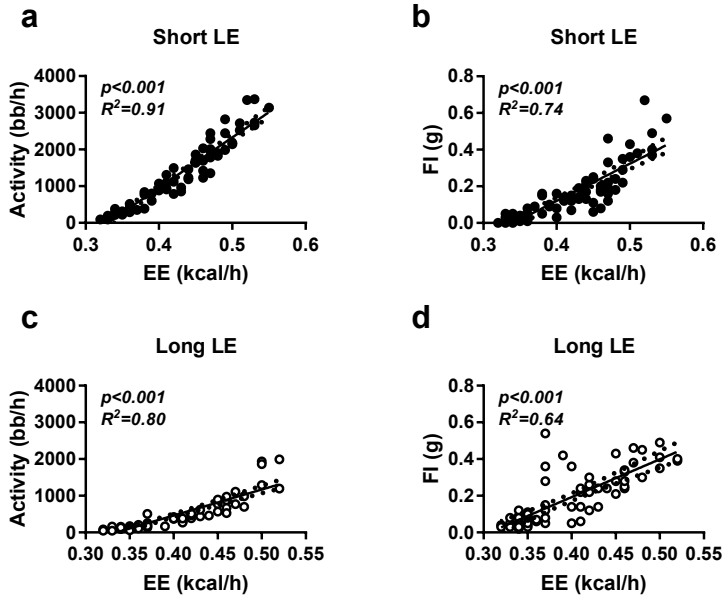 a
Short LE
p<0.001
R²=0.91
Activity (bb/h)
4000
3000
2000
1000
0
0.3 0.4 0.5 0.6
EE (kcal/h)
b
Short LE
p<0.001
R²=0.74
FI (g)
0.8
0.6
0.4
0.2
0.0
0.3 0.4 0.5 0.6
EE (kcal/h)
c
Long LE
p<0.001
R²=0.80
Activity (bb/h)
4000
3000
2000
1000
0
0.30 0.35 0.40 0.45 0.50 0.55
EE (kcal/h)
d
Long LE
p<0.001
R²=0.64
FI (g)
0.8
0.6
0.4
0.2
0.0
0.30 0.35 0.40 0.45 0.50 0.55
EE (kcal/h)